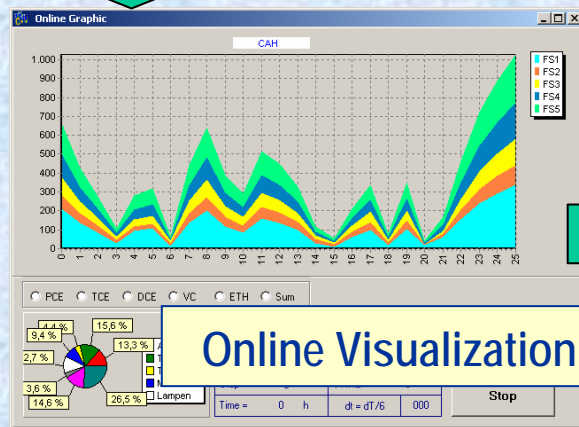 Online Graphic
CAH
1.000
900
800
700
600
500
400
300
200
100
0
0 1 2 3 4 5 6 7 8 9 10 11 12 13 14 15 16 17 18 19 20 21 22 23 24 25
FS1
FS2
FS3
FS4
FS5
PCE TCE DCE VC ETH Sum
4,4 %
15,6 %
9,4 %
13,3 %
2,7 %
3,6 %
14,6 %
26,5 %
Lampen
Online Visualization
Time = 0 h dt = dT/6 000
Stop